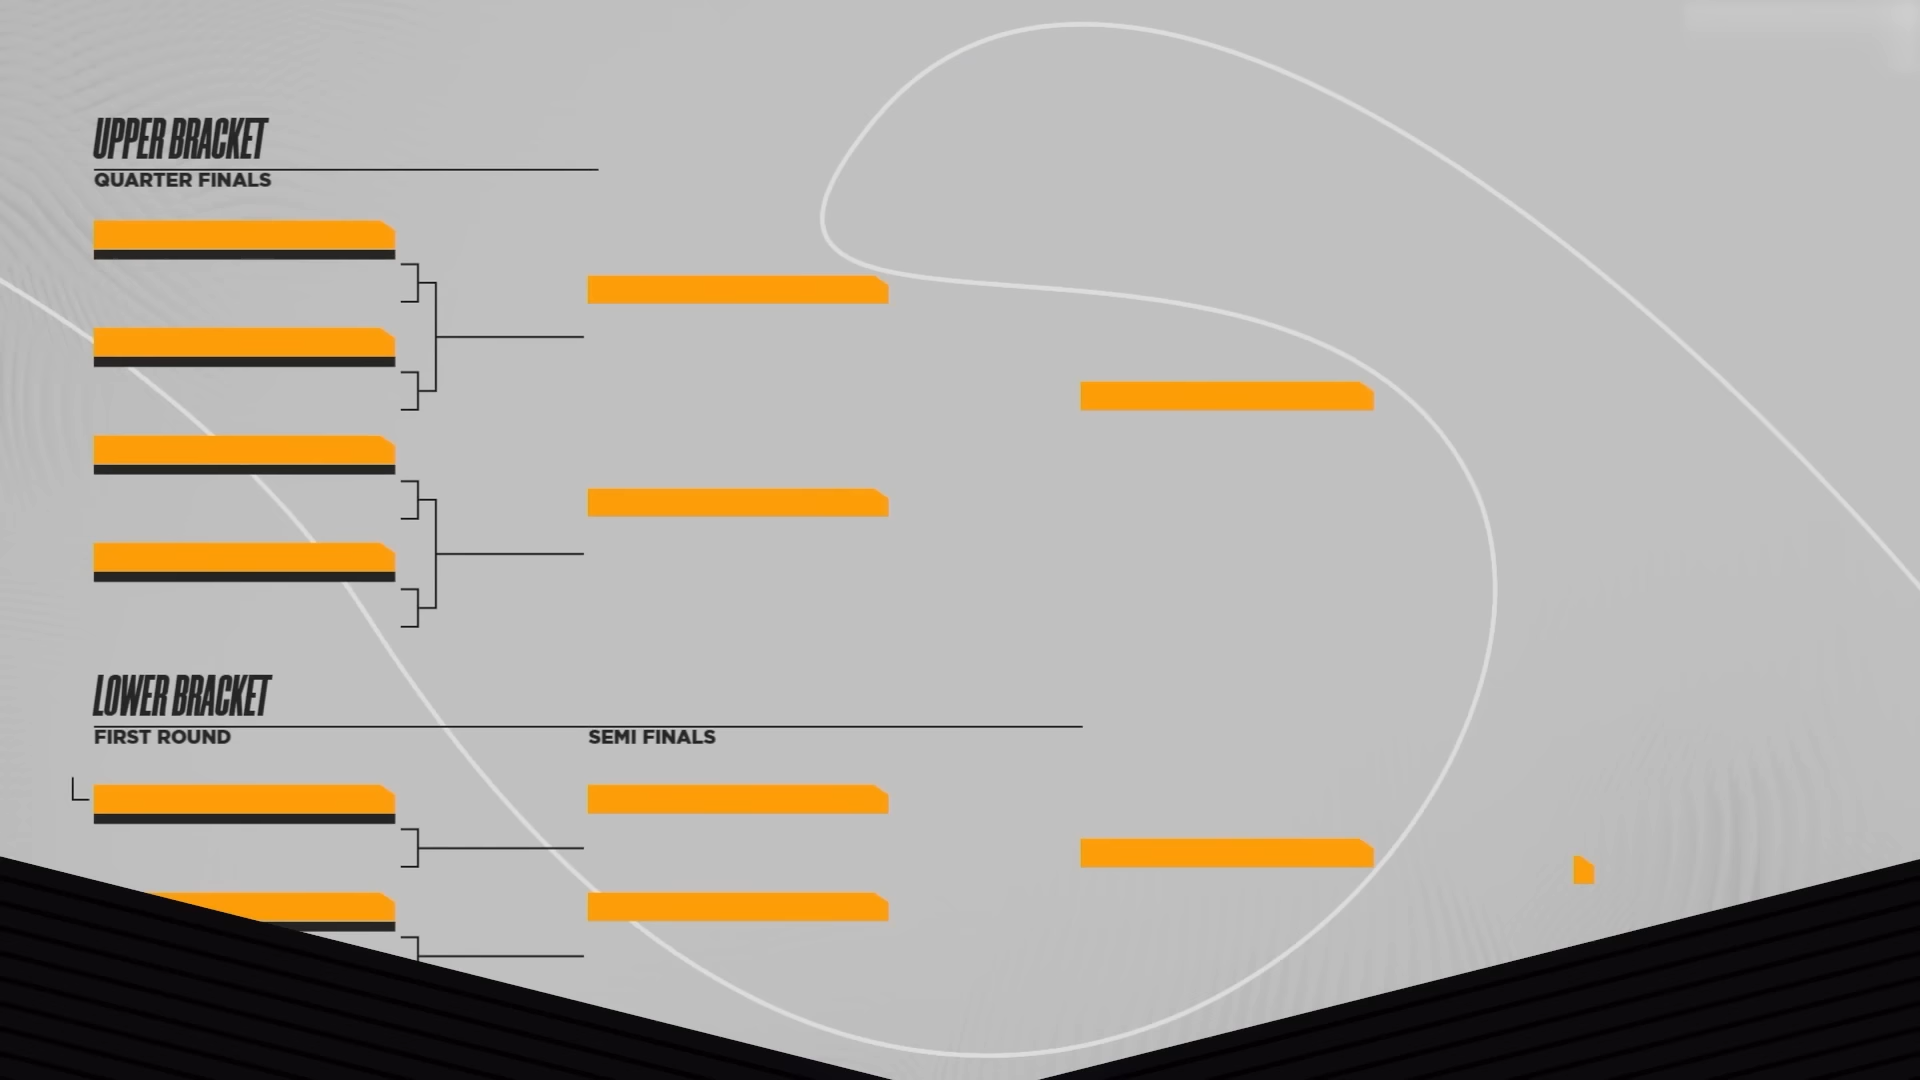 UPPER BRACKET
QUARTER FINALS
LOWER BRACKET
FIRST ROUND
SEMI FINALS